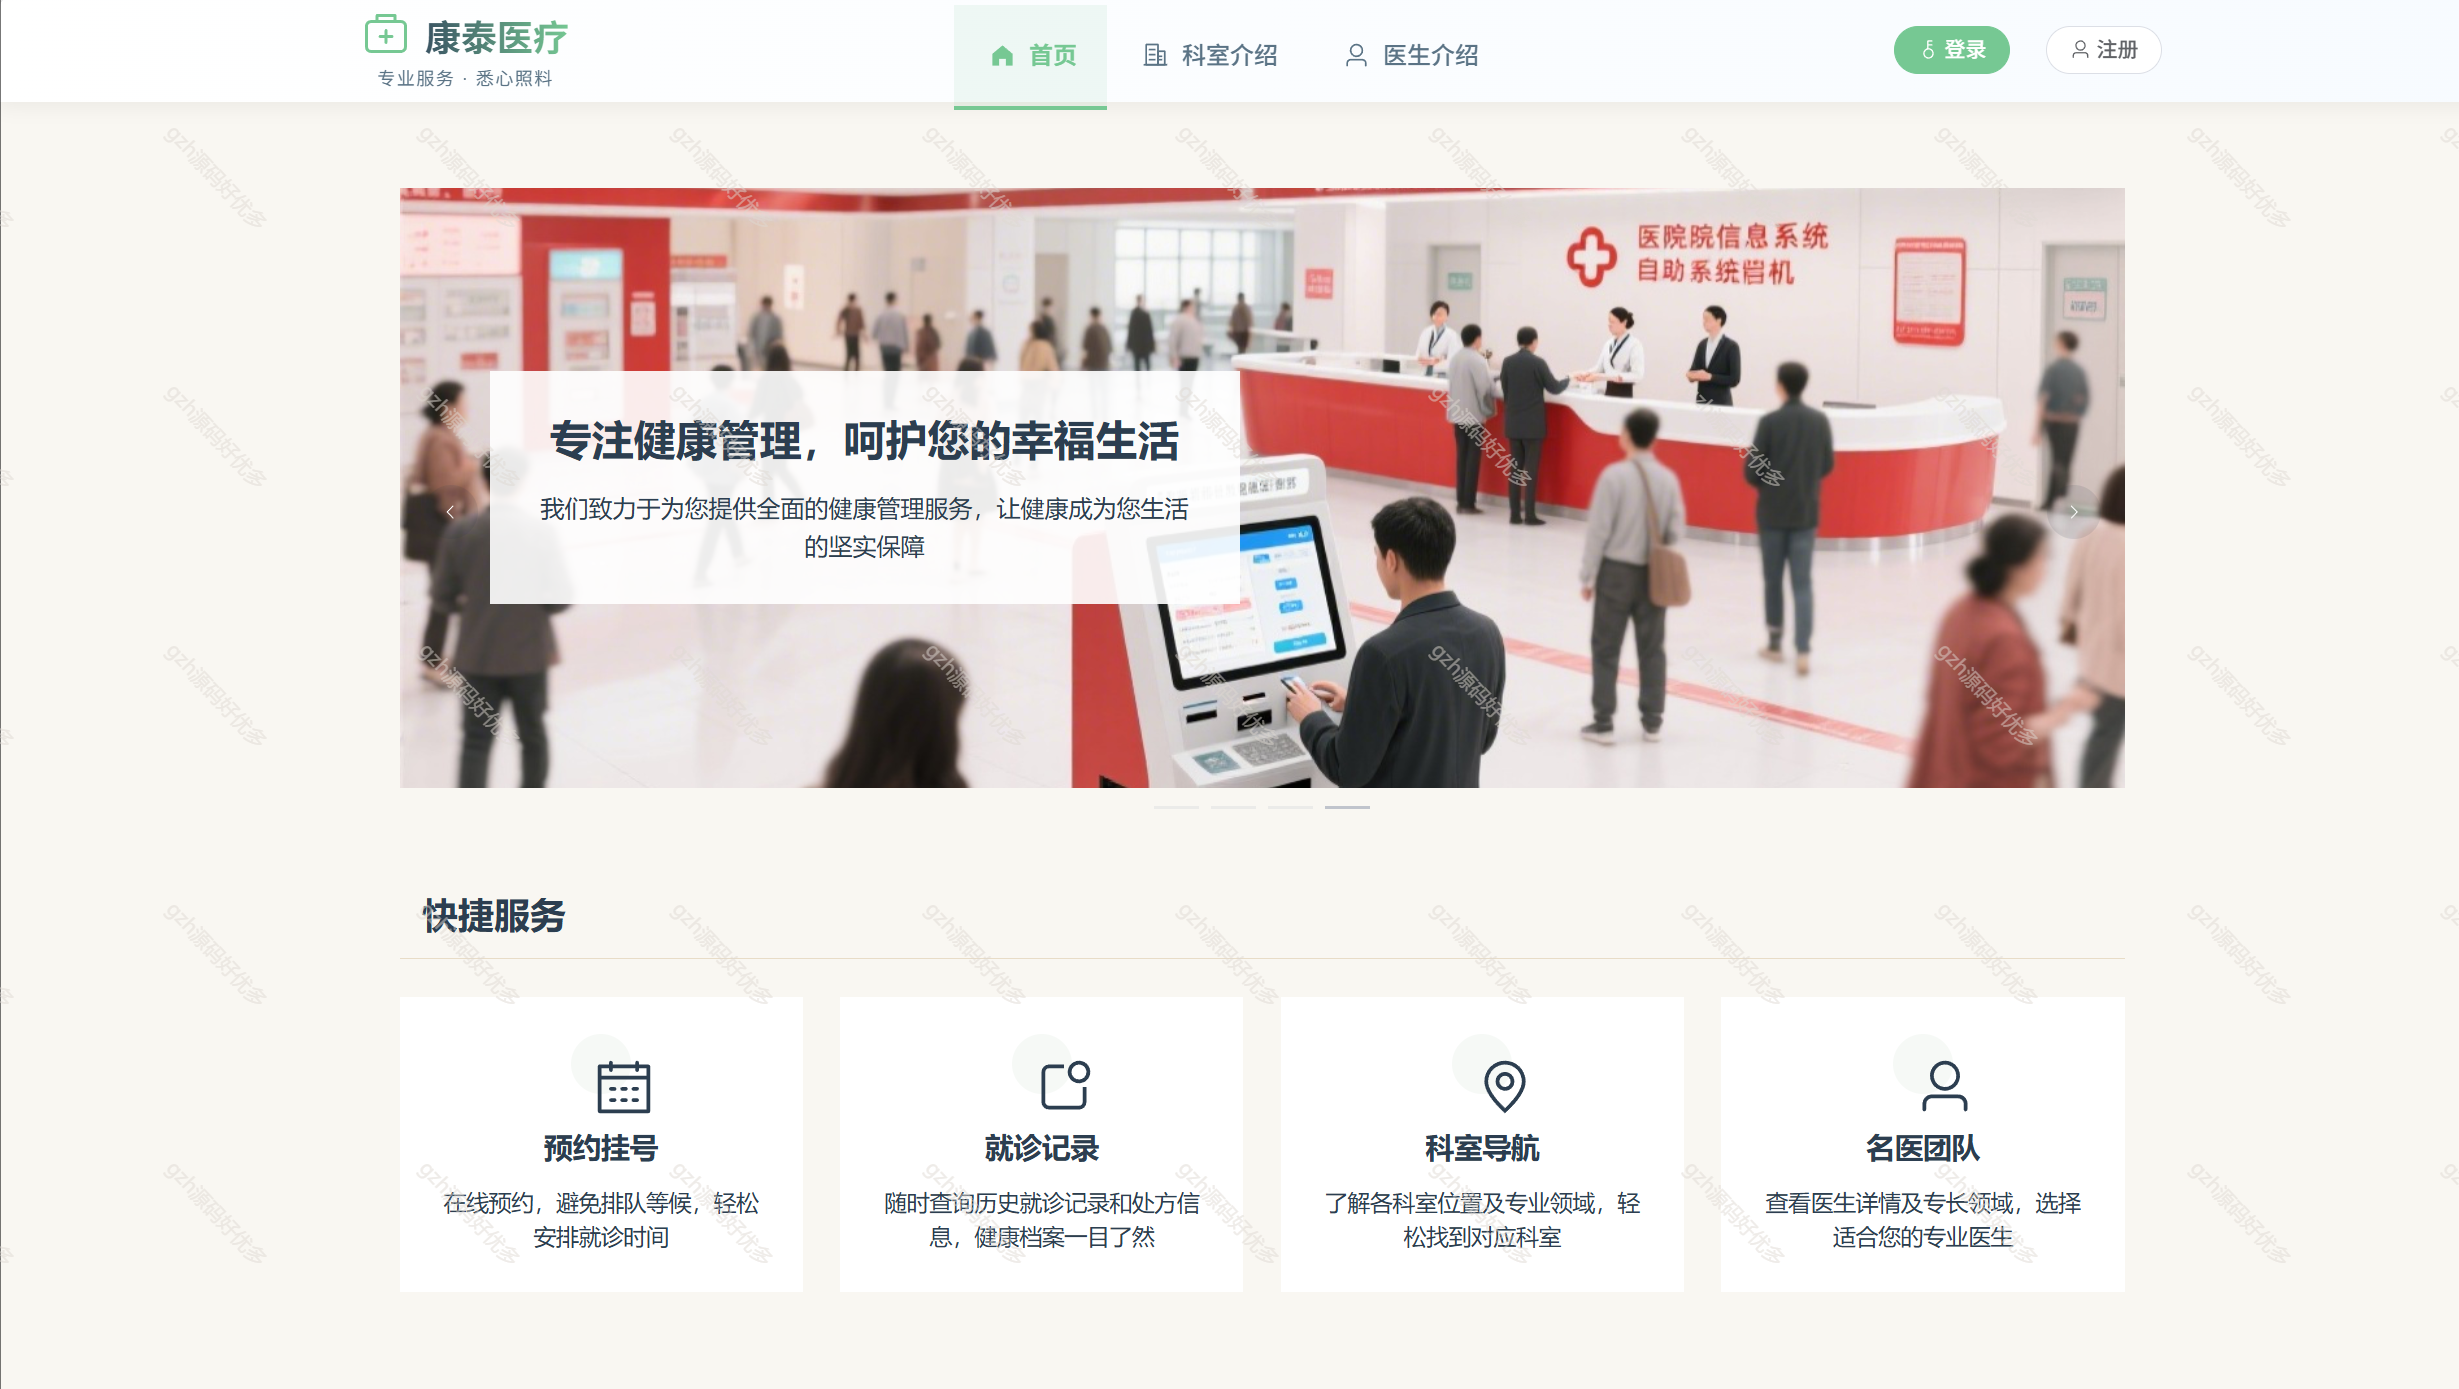 康泰医疗
专业服务 · 悉心照料
首页
科室介绍
医生介绍
登录
注册
医院院信息系统
自助系统
机
专注健康管理，呵护您的幸福生活
我们致力于为您提供全面的健康管理服务，让健康成为您生活
的坚实保障
快捷服务
预约挂号
在线预约，避免排队等候，轻松
安排就诊时间
就诊记录
随时查询历史就诊记录和处方信
息，健康档案一目了然
科室导航
了解各科室位置及专业领域，轻
松找到对应科室
名医团队
查看医生详情及专长领域，选择
适合您的专业医生
gzh源码好优多